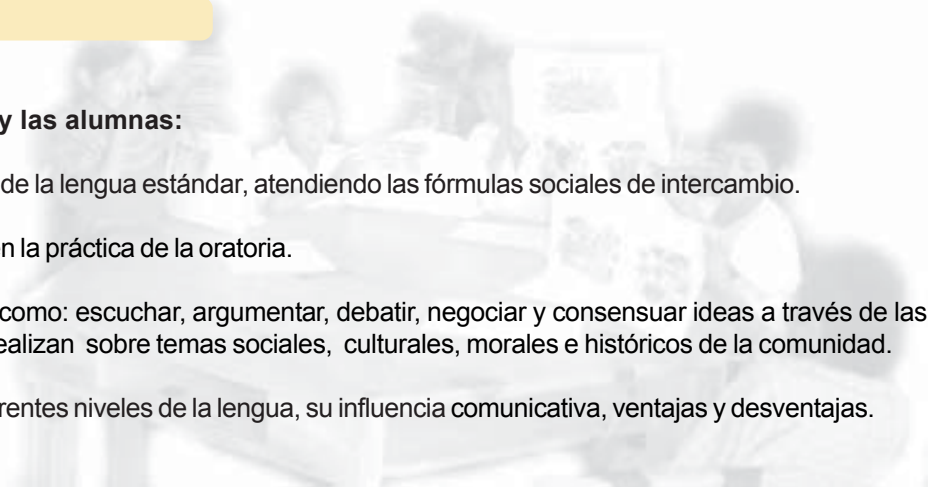 y las alumnas:
de la lengua estándar, atendiendo las fórmulas sociales de intercambio.
en la práctica de la oratoria.
como: escuchar, argumentar, debatir, negociar y consensuar ideas a través de las
realizan sobre temas sociales, culturales, morales e históricos de la comunidad.
rentes niveles de la lengua, su influencia comunicativa, ventajas y desventajas.